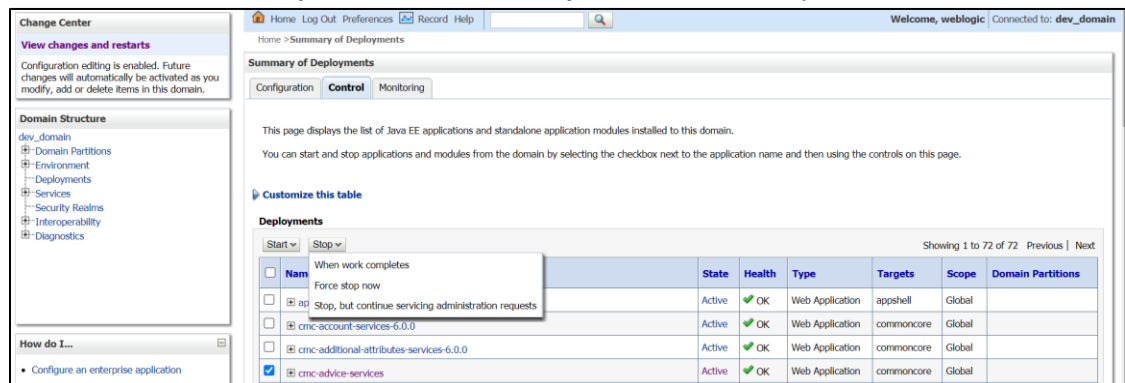 Change Center
View changes and restarts
Configuration editing is enabled. Future
changes will automatically be activated as you
modify, add or delete items in this domain.
Domain Structure
dev_domain
Domain Partitions
Environment
Deployments
Services
Security Realms
Interoperability
Diagnostics
How do I...
Configure an enterprise application
Home Log Out Preferences Record Help
Welcome, weblogic Connected to: dev_domain
Home >Summary of Deployments
Summary of Deployments
Configuration Control Monitoring
This page displays the list of Java EE applications and standalone application modules installed to this domain.
You can start and stop applications and modules from the domain by selecting the checkbox next to the application name and then using the controls on this page.
Customize this table
Deployments
Start Stop Showing 1 to 72 of 72 Previous | Next
When work completes
Force stop now
Stop, but continue servicing administration requests
Nam State Health Type Targets Scope Domain Partitions
ap Active OK Web Application appshell Global
cmc-account-services-6.0.0 Active OK Web Application commoncore Global
cmc-additional-attributes-services-6.0.0 Active OK Web Application commoncore Global
cmc-advice-services Active OK Web Application commoncore Global